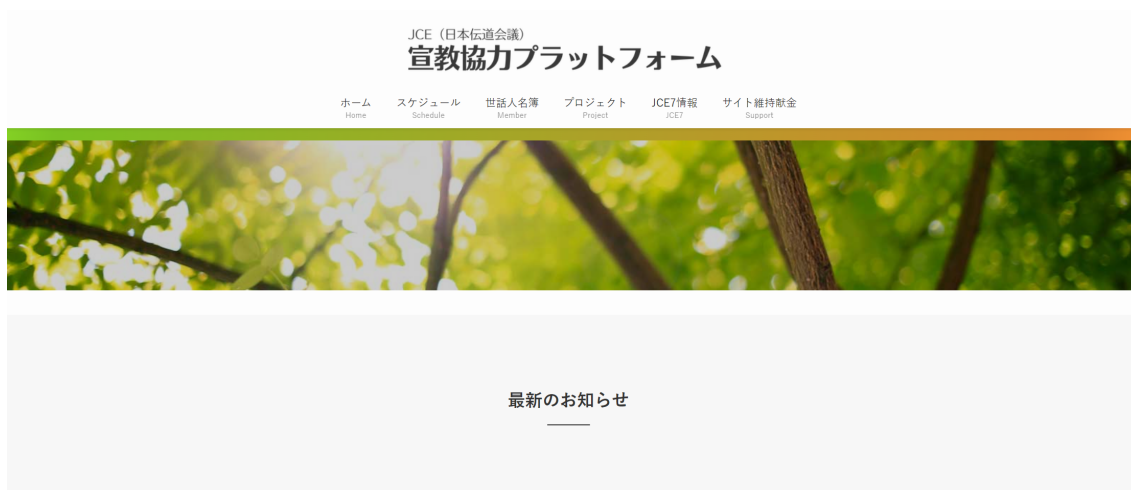 JCE（日本伝道会議）
宣教協力プラットフォーム
ホーム スケジュール 世話人名簿 プロジェクト JCE7情報 サイト維持献金
Home Schedule Member Project JCE7 Support
最新のお知らせ